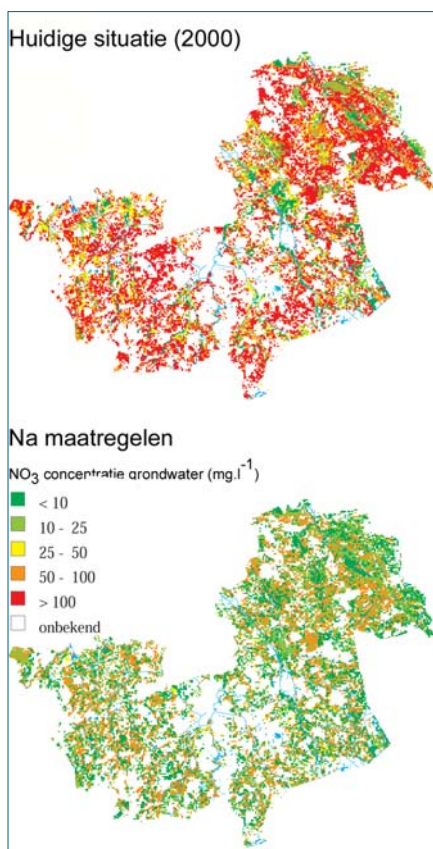 Huidige situatie (2000)
Na maatregelen
NO₃ concentratie grondwater (mg.l⁻¹)
< 10
10 - 25
25 - 50
50 - 100
> 100
onbekend